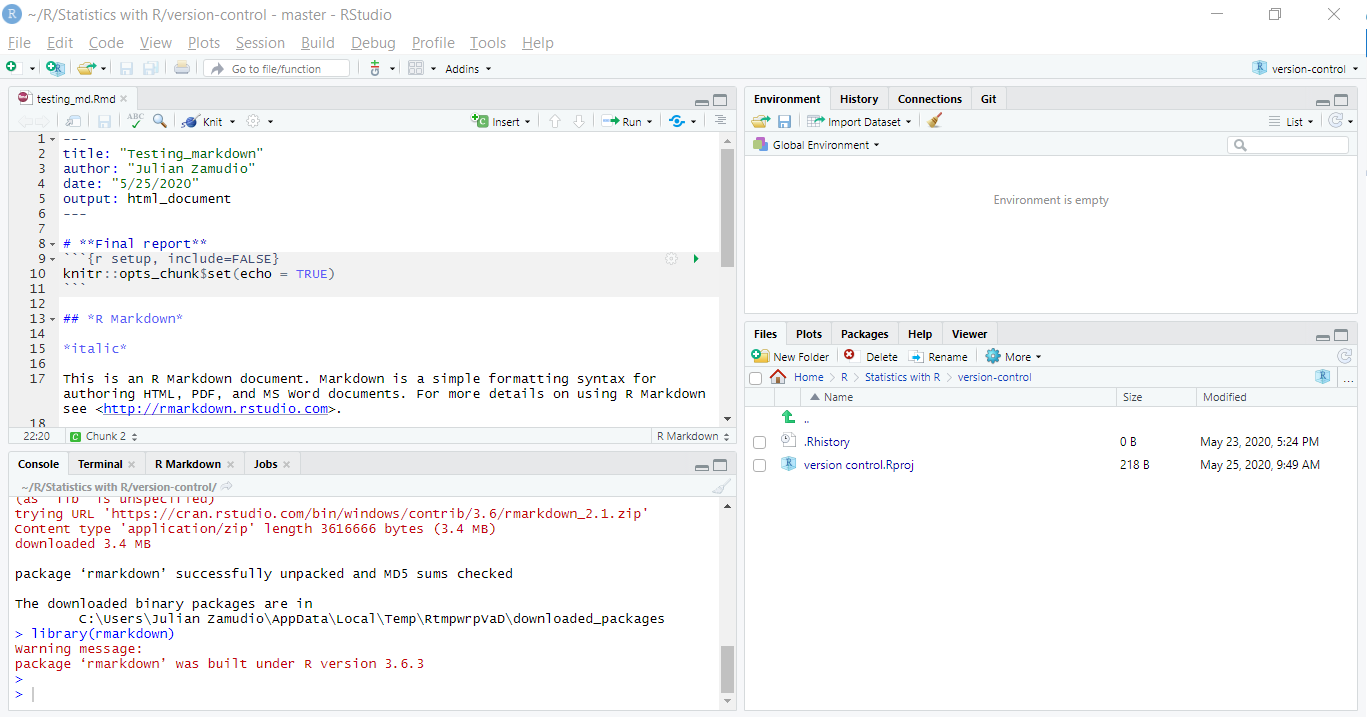 ~/R/Statistics with R/version-control - master - RStudio
File Edit Code View Plots Session Build Debug Profile Tools Help
Go to file/function Addins version-control
testing_md.Rmd
ABC Knit Insert Run
1 ---
2 title: "Testing_markdown"
3 author: "Julian Zamudio"
4 date: "5/25/2020"
5 output: html_document
6 ---
7
8 # **Final report**
9 ```{r setup, include=FALSE}
10 knitr::opts_chunk$set(echo = TRUE)
11 ```
12
13 ## *R Markdown*
14
15 *italic*
16
17 This is an R Markdown document. Markdown is a simple formatting syntax for
authoring HTML, PDF, and MS Word documents. For more details on using R Markdown
see <http://rmarkdown.rstudio.com>.
18
22:20 Chunk 2 R Markdown
Console Terminal R Markdown Jobs
~/R/Statistics with R/version-control/
(as ‘lib’ is unspecified)
trying URL 'https://cran.rstudio.com/bin/windows/contrib/3.6/rmarkdown_2.1.zip'
Content type 'application/zip' length 3616666 bytes (3.4 MB)
downloaded 3.4 MB
package ‘rmarkdown’ successfully unpacked and MD5 sums checked
The downloaded binary packages are in
C:\Users\Julian Zamudio\AppData\Local\Temp\RtmpwrpVaD\downloaded_packages
> library(rmarkdown)
Warning message:
package ‘rmarkdown’ was built under R version 3.6.3
>
>
Environment History Connections Git
Import Dataset List
Global Environment
Environment is empty
Files Plots Packages Help Viewer
New Folder Delete Rename More
Home R Statistics with R version-control ...
Name Size Modified
..
.Rhistory 0 B May 23, 2020, 5:24 PM
version control.Rproj 218 B May 25, 2020, 9:49 AM